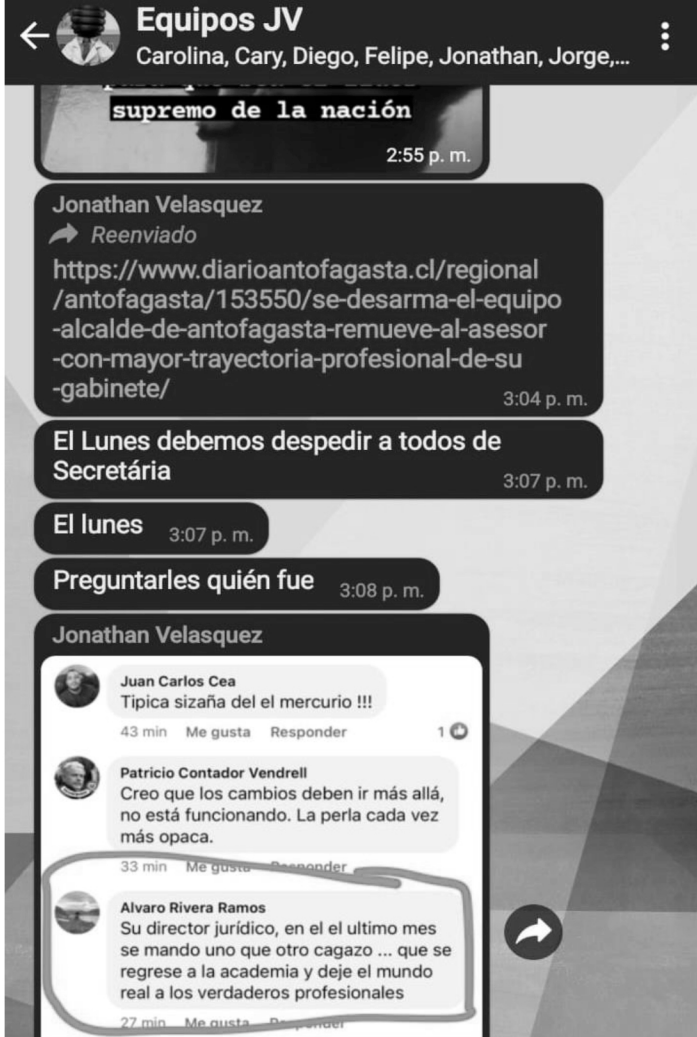 Equipos JV
Carolina, Cary, Diego, Felipe, Jonathan, Jorge,...
supremo de la nación
2:55 p. m.
Jonathan Velasquez
Reenviado
https://www.diarioantofagasta.cl/regional
/antofagasta/153550/se-desarma-el-equipo
-alcalde-de-antofagasta-remueve-al-asesor
-con-mayor-trayectoria-profesional-de-su
-gabinete/
3:04 p. m.
El Lunes debemos despedir a todos de
Secretária
3:07 p. m.
El lunes 3:07 p. m.
Preguntarles quién fue 3:08 p. m.
Jonathan Velasquez
Juan Carlos Cea
Tipica sizaña del el mercurio !!!
43 min Me gusta Responder 1
Patricio Contador Vendrell
Creo que los cambios deben ir más allá,
no está funcionando. La perla cada vez
más opaca.
33 min Me gusta Responder
Alvaro Rivera Ramos
Su director jurídico, en el el ultimo mes
se mando uno que otro cagazo ... que se
regrese a la academia y deje el mundo
real a los verdaderos profesionales
27 min Me gusta Responder